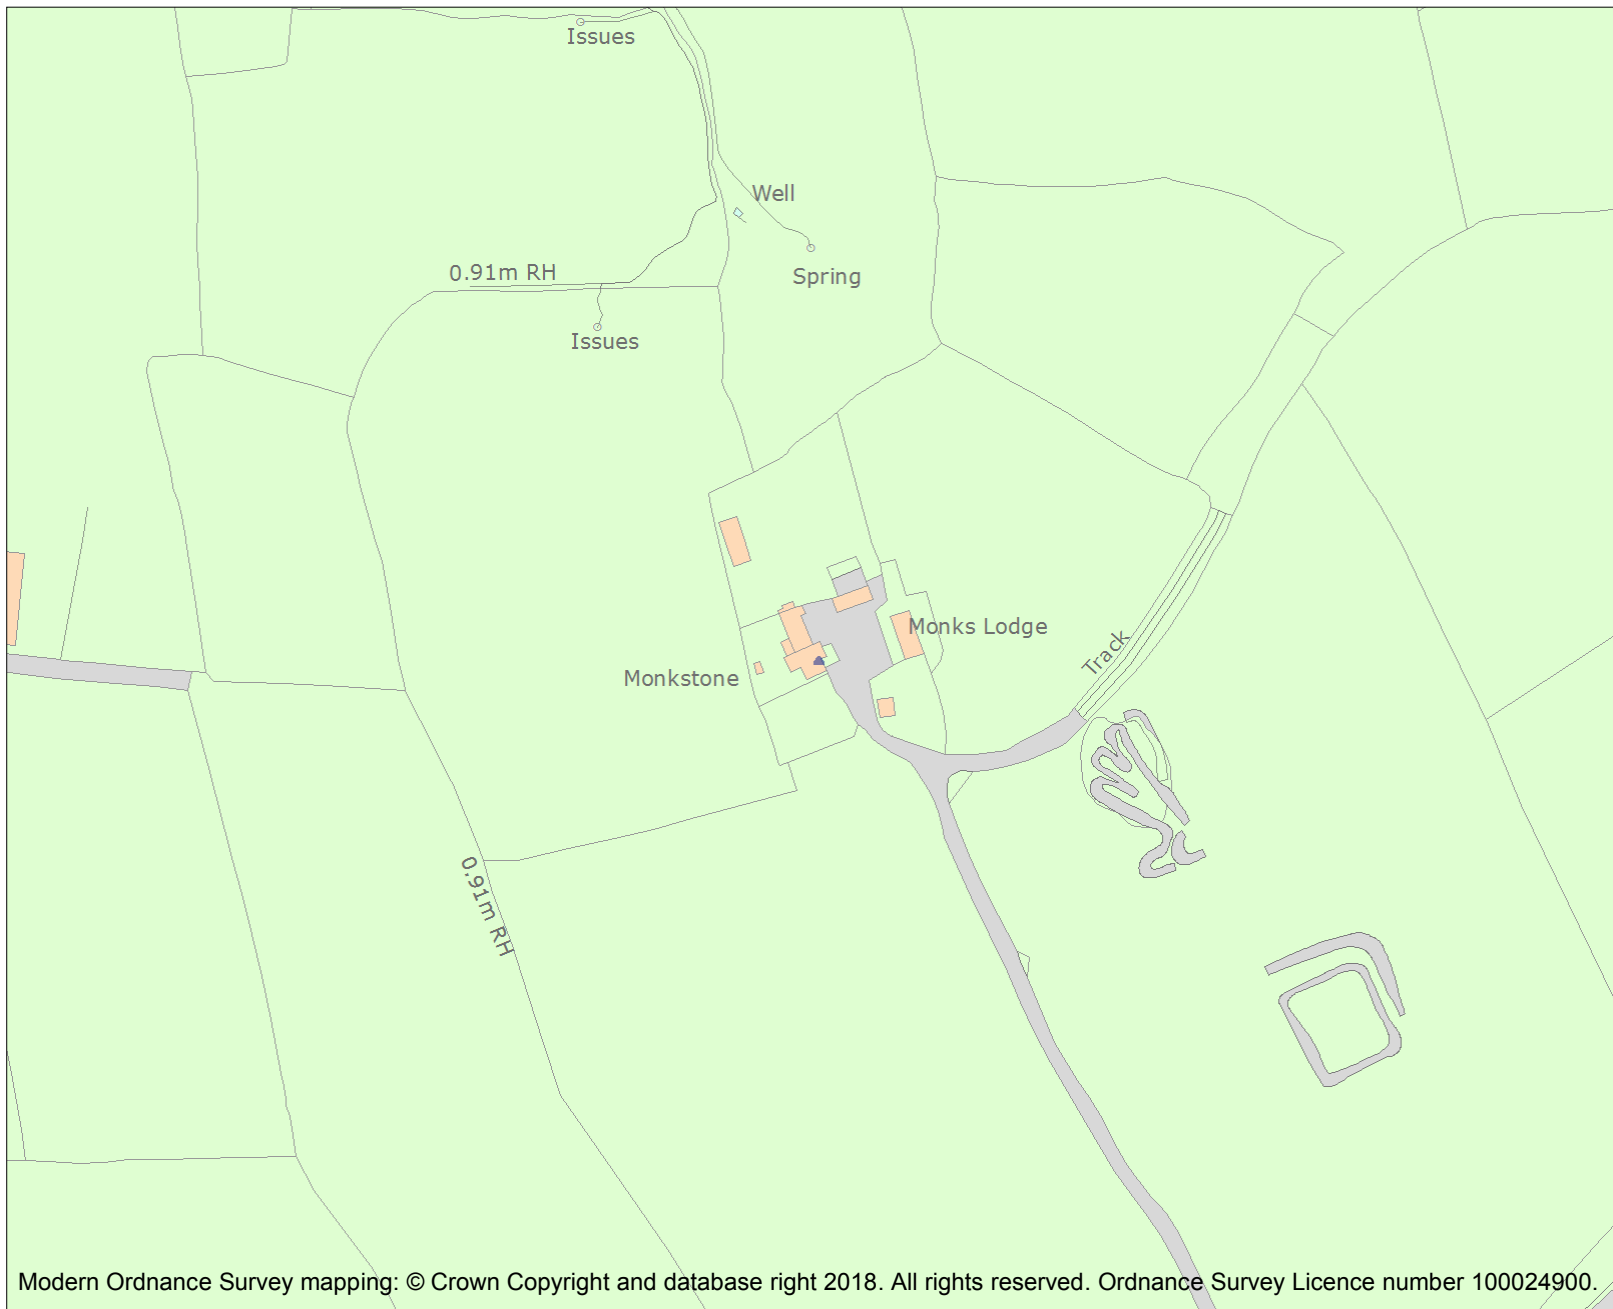 Issues
Well
0.91m RH
Spring
Issues
Monks Lodge
Track
Monkstone
0.91m RH
Modern Ordnance Survey mapping: © Crown Copyright and database right 2018. All rights reserved. Ordnance Survey Licence number 100024900.